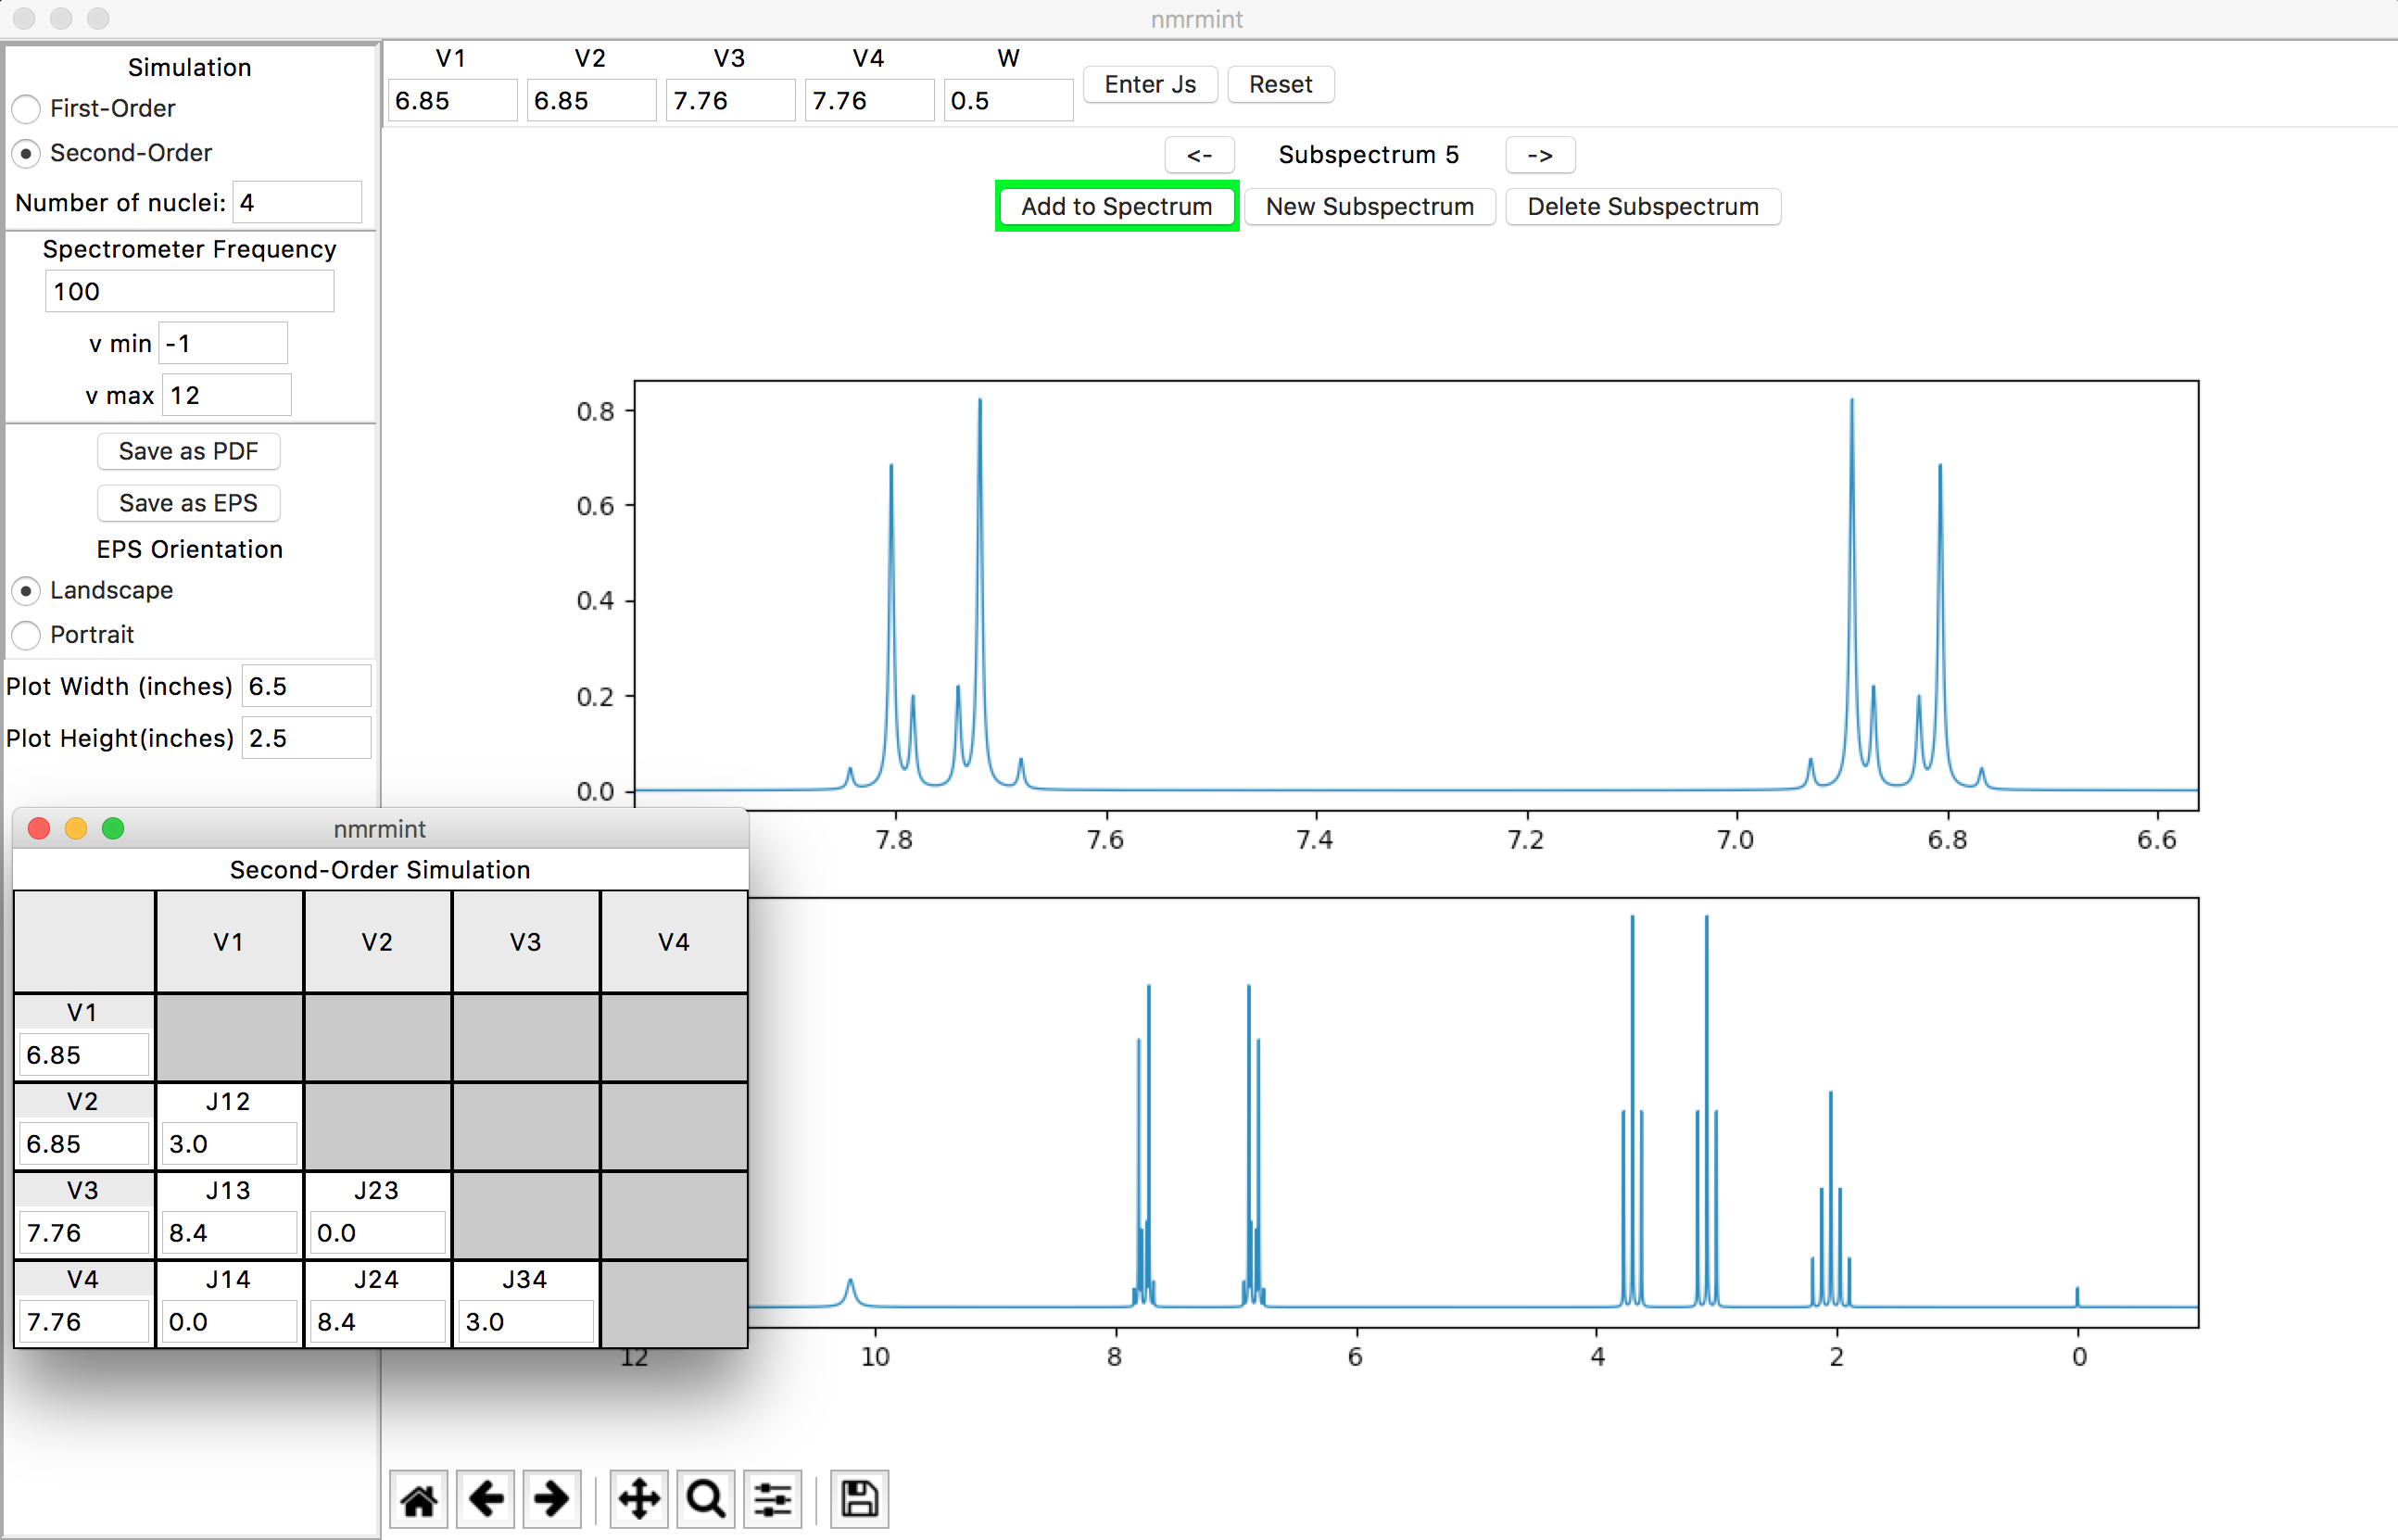 nmrmint
Simulation
First-Order
Second-Order
Number of nuclei: 4
Spectrometer Frequency
100
v min -1
v max 12
Save as PDF
Save as EPS
EPS Orientation
Landscape
Portrait
Plot Width (inches) 6.5
Plot Height(inches) 2.5
V1 V2 V3 V4 W
6.85 6.85 7.76 7.76 0.5 Enter Js Reset
<- Subspectrum 5 ->
Add to Spectrum New Subspectrum Delete Subspectrum
0.8
0.6
0.4
0.2
0.0
7.8 7.6 7.4 7.2 7.0 6.8 6.6
12 10 8 6 4 2 0
nmrmint
Second-Order Simulation
V1 V2 V3 V4
V1
6.85
V2 J12
6.85 3.0
V3 J13 J23
7.76 8.4 0.0
V4 J14 J24 J34
7.76 0.0 8.4 3.0